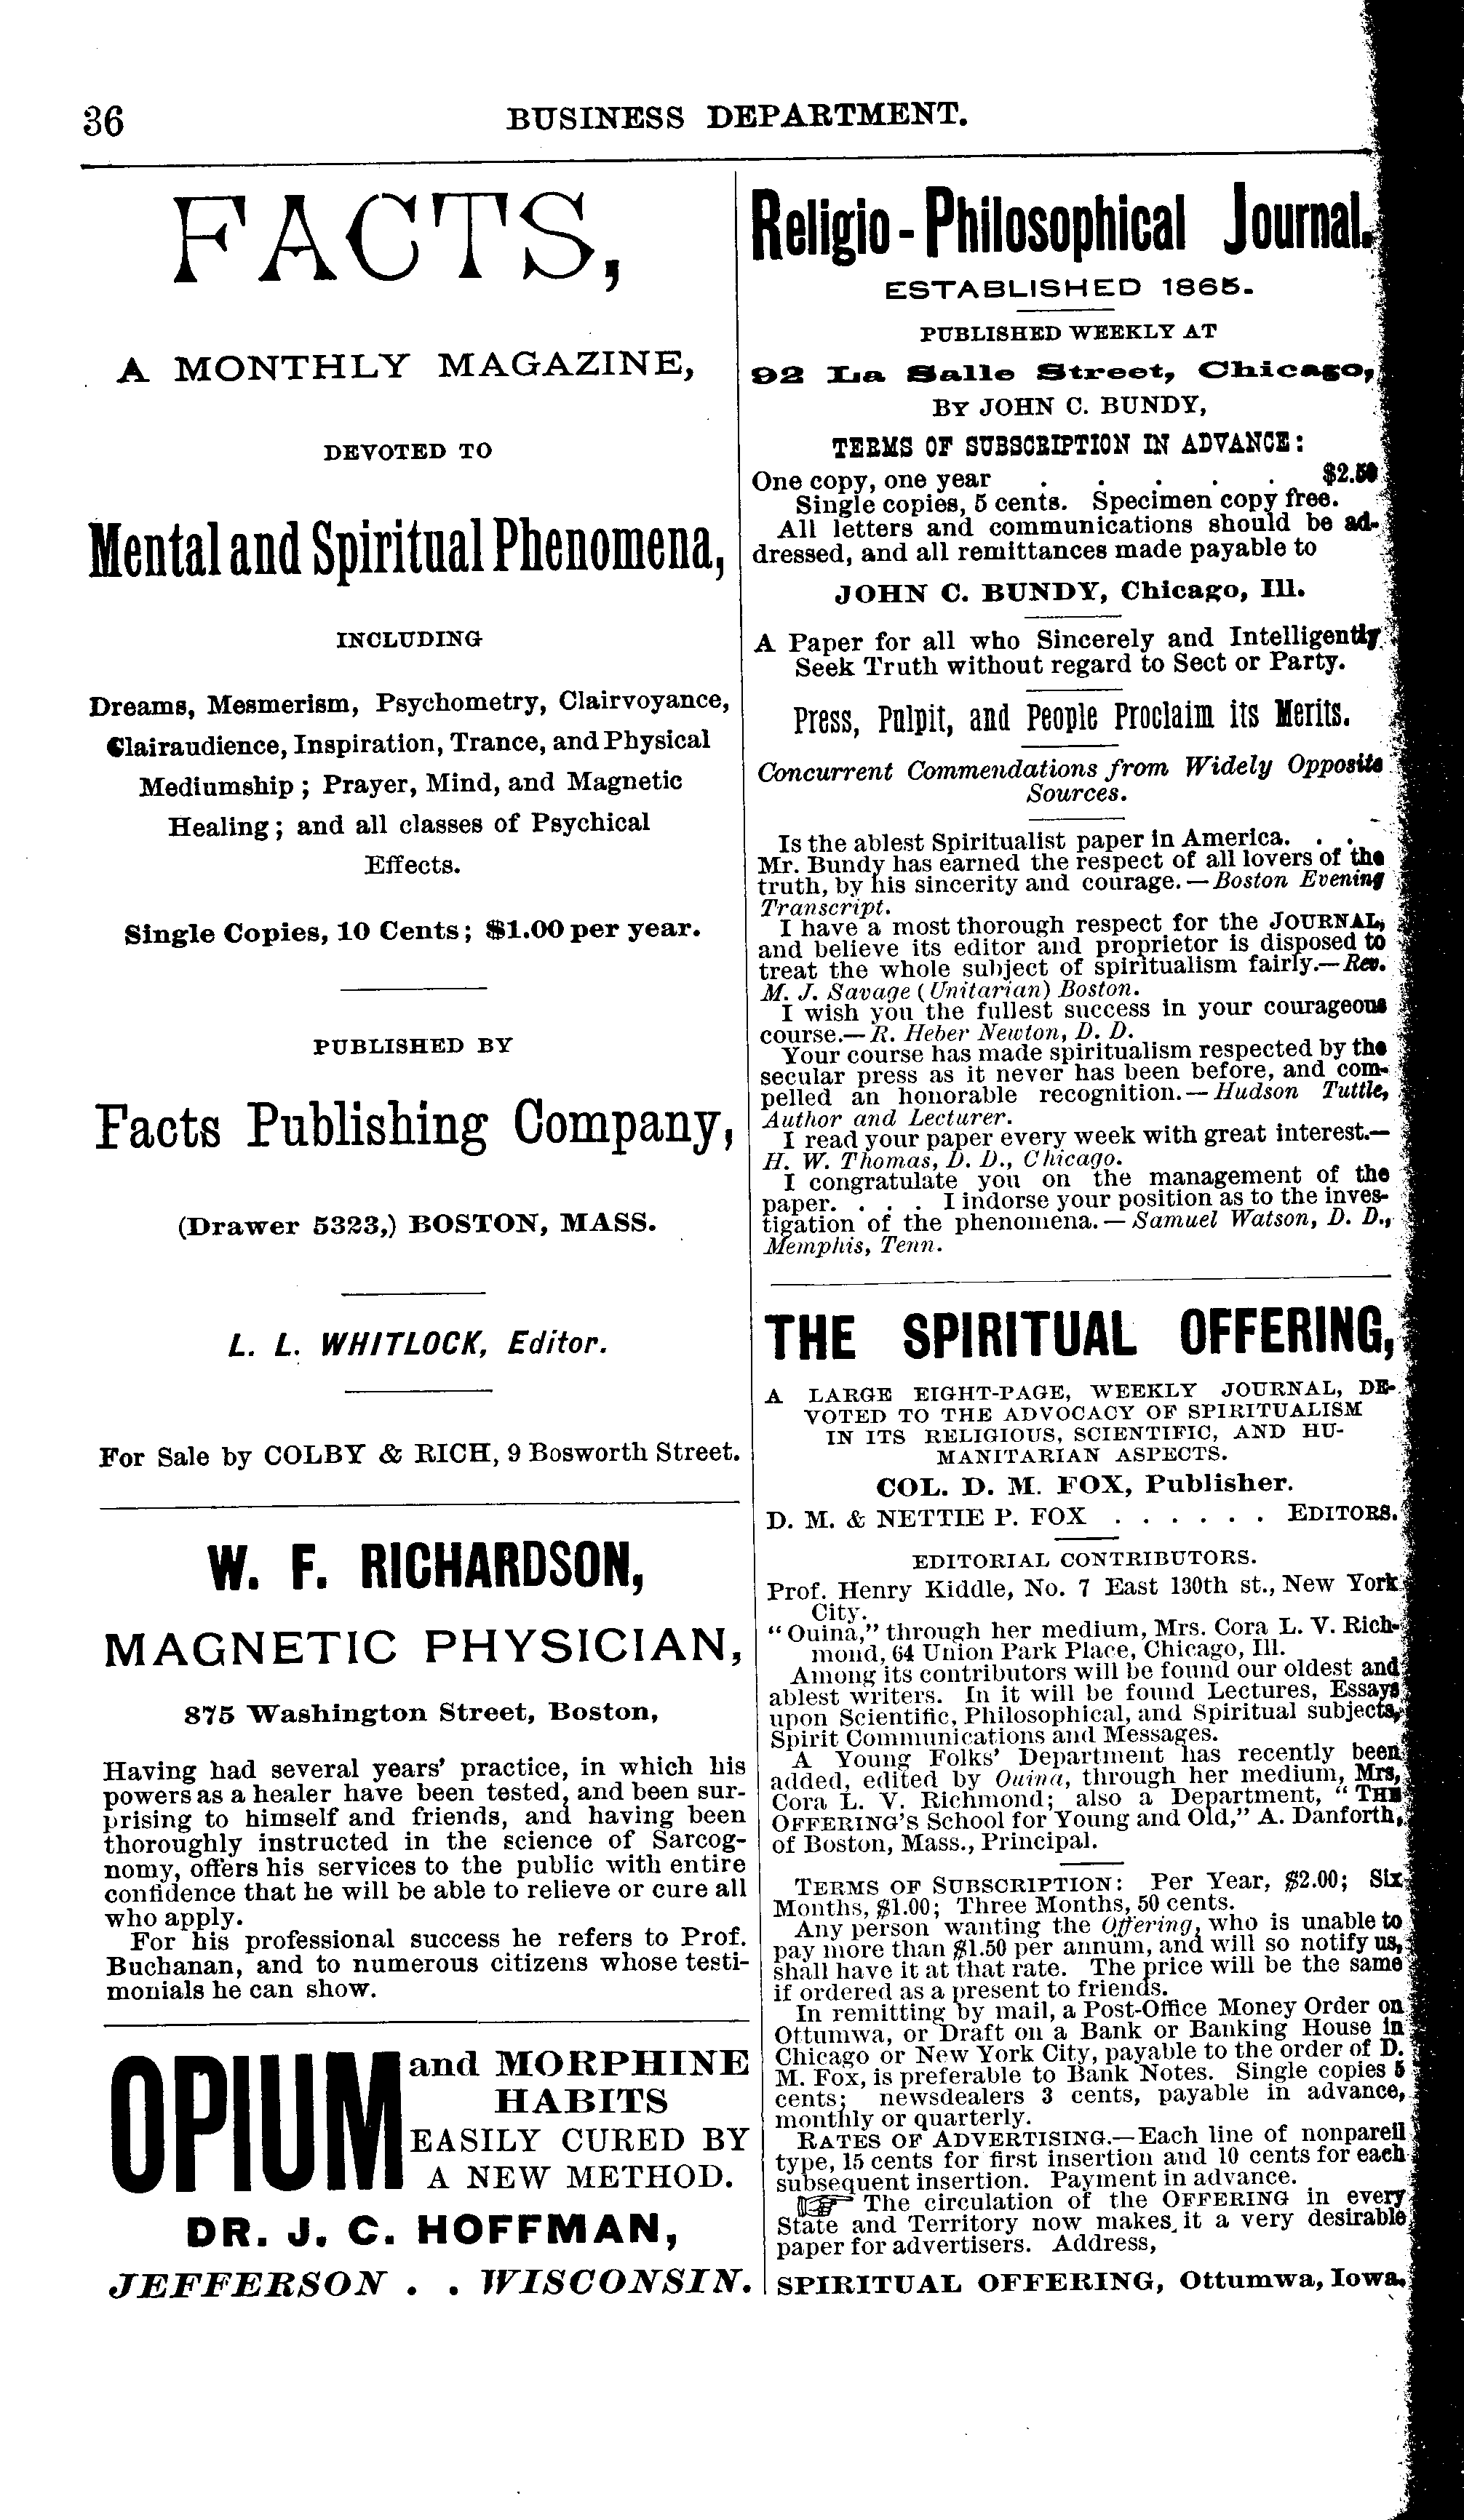 36
BUSINESS DEPARTMENT.
FACTS,
A MONTHLY MAGAZINE,
DEVOTED TO
Mental and Spiritual Phenomena,
INCLUDING
Dreams, Mesmerism, Psychometry, Clairvoyance,
Clairaudience, Inspiration, Trance, and Physical
Mediumship; Prayer, Mind, and Magnetic
Healing; and all classes of Psychical
Effects.
Single Copies, 10 Cents; $1.00 per year.
PUBLISHED BY
Facts Publishing Company,
(Drawer 5323,) BOSTON, MASS.
L. L. WHITLOCK, Editor.
For Sale by COLBY & RICH, 9 Bosworth Street.
W. F. RICHARDSON,
MAGNETIC PHYSICIAN,
875 Washington Street, Boston,
Having had several years' practice, in which his
powers as a healer have been tested, and been sur-
prising to himself and friends, and having been
thoroughly instructed in the science of Sarcog-
nomy, offers his services to the public with entire
confidence that he will be able to relieve or cure all
who apply.
For his professional success he refers to Prof.
Buchanan, and to numerous citizens whose testi-
monials he can show.
OPIUM and MORPHINE
HABITS
EASILY CURED BY
A NEW METHOD.
DR. J. C. HOFFMAN,
JEFFERSON . . WISCONSIN.
Religio-Philosophical Journal.
ESTABLISHED 1865.
PUBLISHED WEEKLY AT
92 La Salle Street, Chicago,
BY JOHN C. BUNDY,
TERMS OF SUBSCRIPTION IN ADVANCE:
One copy, one year . . . . . $2.50
Single copies, 5 cents. Specimen copy free.
All letters and communications should be ad-
dressed, and all remittances made payable to
JOHN C. BUNDY, Chicago, Ill.
A Paper for all who Sincerely and Intelligently
Seek Truth without regard to Sect or Party.
Press, Pulpit, and People Proclaim its Merits.
Concurrent Commendations from Widely Opposite
Sources.
Is the ablest Spiritualist paper in America. . .
Mr. Bundy has earned the respect of all lovers of the
truth, by his sincerity and courage.—Boston Evening
Transcript.
I have a most thorough respect for the JOURNAL,
and believe its editor and proprietor is disposed to
treat the whole subject of spiritualism fairly.—Rev.
M. J. Savage (Unitarian) Boston.
I wish you the fullest success in your courageous
course.—R. Heber Newton, D. D.
Your course has made spiritualism respected by the
secular press as it never has been before, and com-
pelled an honorable recognition.—Hudson Tuttle,
Author and Lecturer.
I read your paper every week with great interest.—
H. W. Thomas, D. D., Chicago.
I congratulate you on the management of the
paper. . . . I indorse your position as to the inves-
tigation of the phenomena.—Samuel Watson, D. D.,
Memphis, Tenn.
THE SPIRITUAL OFFERING,
A LARGE EIGHT-PAGE, WEEKLY JOURNAL, DE-
VOTED TO THE ADVOCACY OF SPIRITUALISM
IN ITS RELIGIOUS, SCIENTIFIC, AND HU-
MANITARIAN ASPECTS.
COL. D. M. FOX, Publisher.
D. M. & NETTIE P. FOX . . . . . . EDITORS.
EDITORIAL CONTRIBUTORS.
Prof. Henry Kiddle, No. 7 East 130th st., New York
City.
"Ouina," through her medium, Mrs. Cora L. V. Rich-
mond, 64 Union Park Place, Chicago, Ill.
Among its contributors will be found our oldest and
ablest writers. In it will be found Lectures, Essays
upon Scientific, Philosophical, and Spiritual subjects,
Spirit Communications and Messages.
A Young Folks' Department has recently been
added, edited by Ouina, through her medium, Mrs.
Cora L. V. Richmond; also a Department, "THE
OFFERING'S School for Young and Old," A. Danforth,
of Boston, Mass., Principal.
TERMS OF SUBSCRIPTION: Per Year, $2.00; Six
Months, $1.00; Three Months, 50 cents.
Any person wanting the Offering, who is unable to
pay more than $1.50 per annum, and will so notify us,
shall have it at that rate. The price will be the same
if ordered as a present to friends.
In remitting by mail, a Post-Office Money Order on
Ottumwa, or Draft on a Bank or Banking House in
Chicago or New York City, payable to the order of D.
M. Fox, is preferable to Bank Notes. Single copies 5
cents; newsdealers 3 cents, payable in advance,
monthly or quarterly.
RATES OF ADVERTISING.—Each line of nonpareil
type, 15 cents for first insertion and 10 cents for each
subsequent insertion. Payment in advance.
☞ The circulation of the OFFERING in every
State and Territory now makes it a very desirable
paper for advertisers. Address,
SPIRITUAL OFFERING, Ottumwa, Iowa.